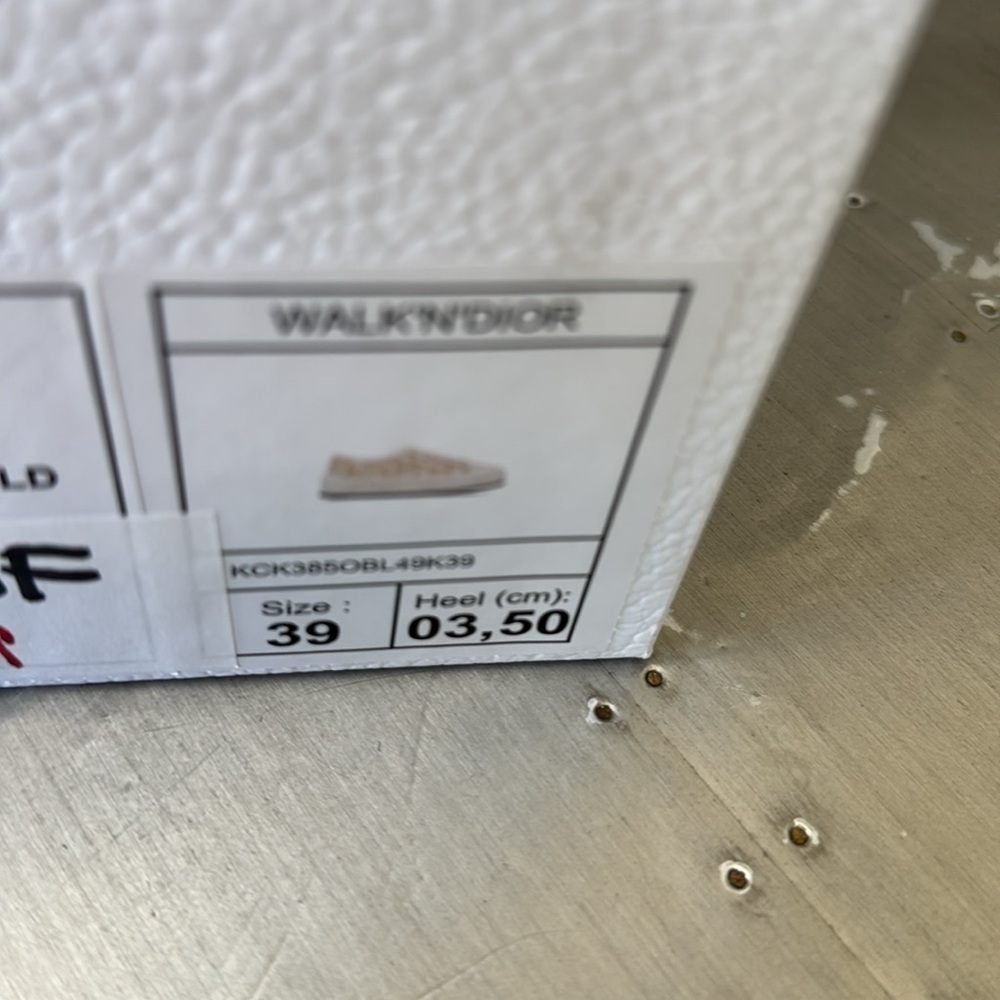 WALK'N'DIOR
LD
KCK385OBL49K39
Size :
39
Heel (cm):
03,50